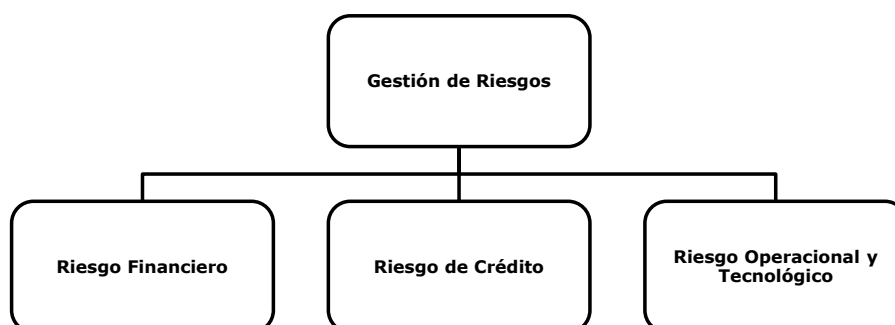 Gestión de Riesgos
Riesgo Financiero
Riesgo de Crédito
Riesgo Operacional y
Tecnológico